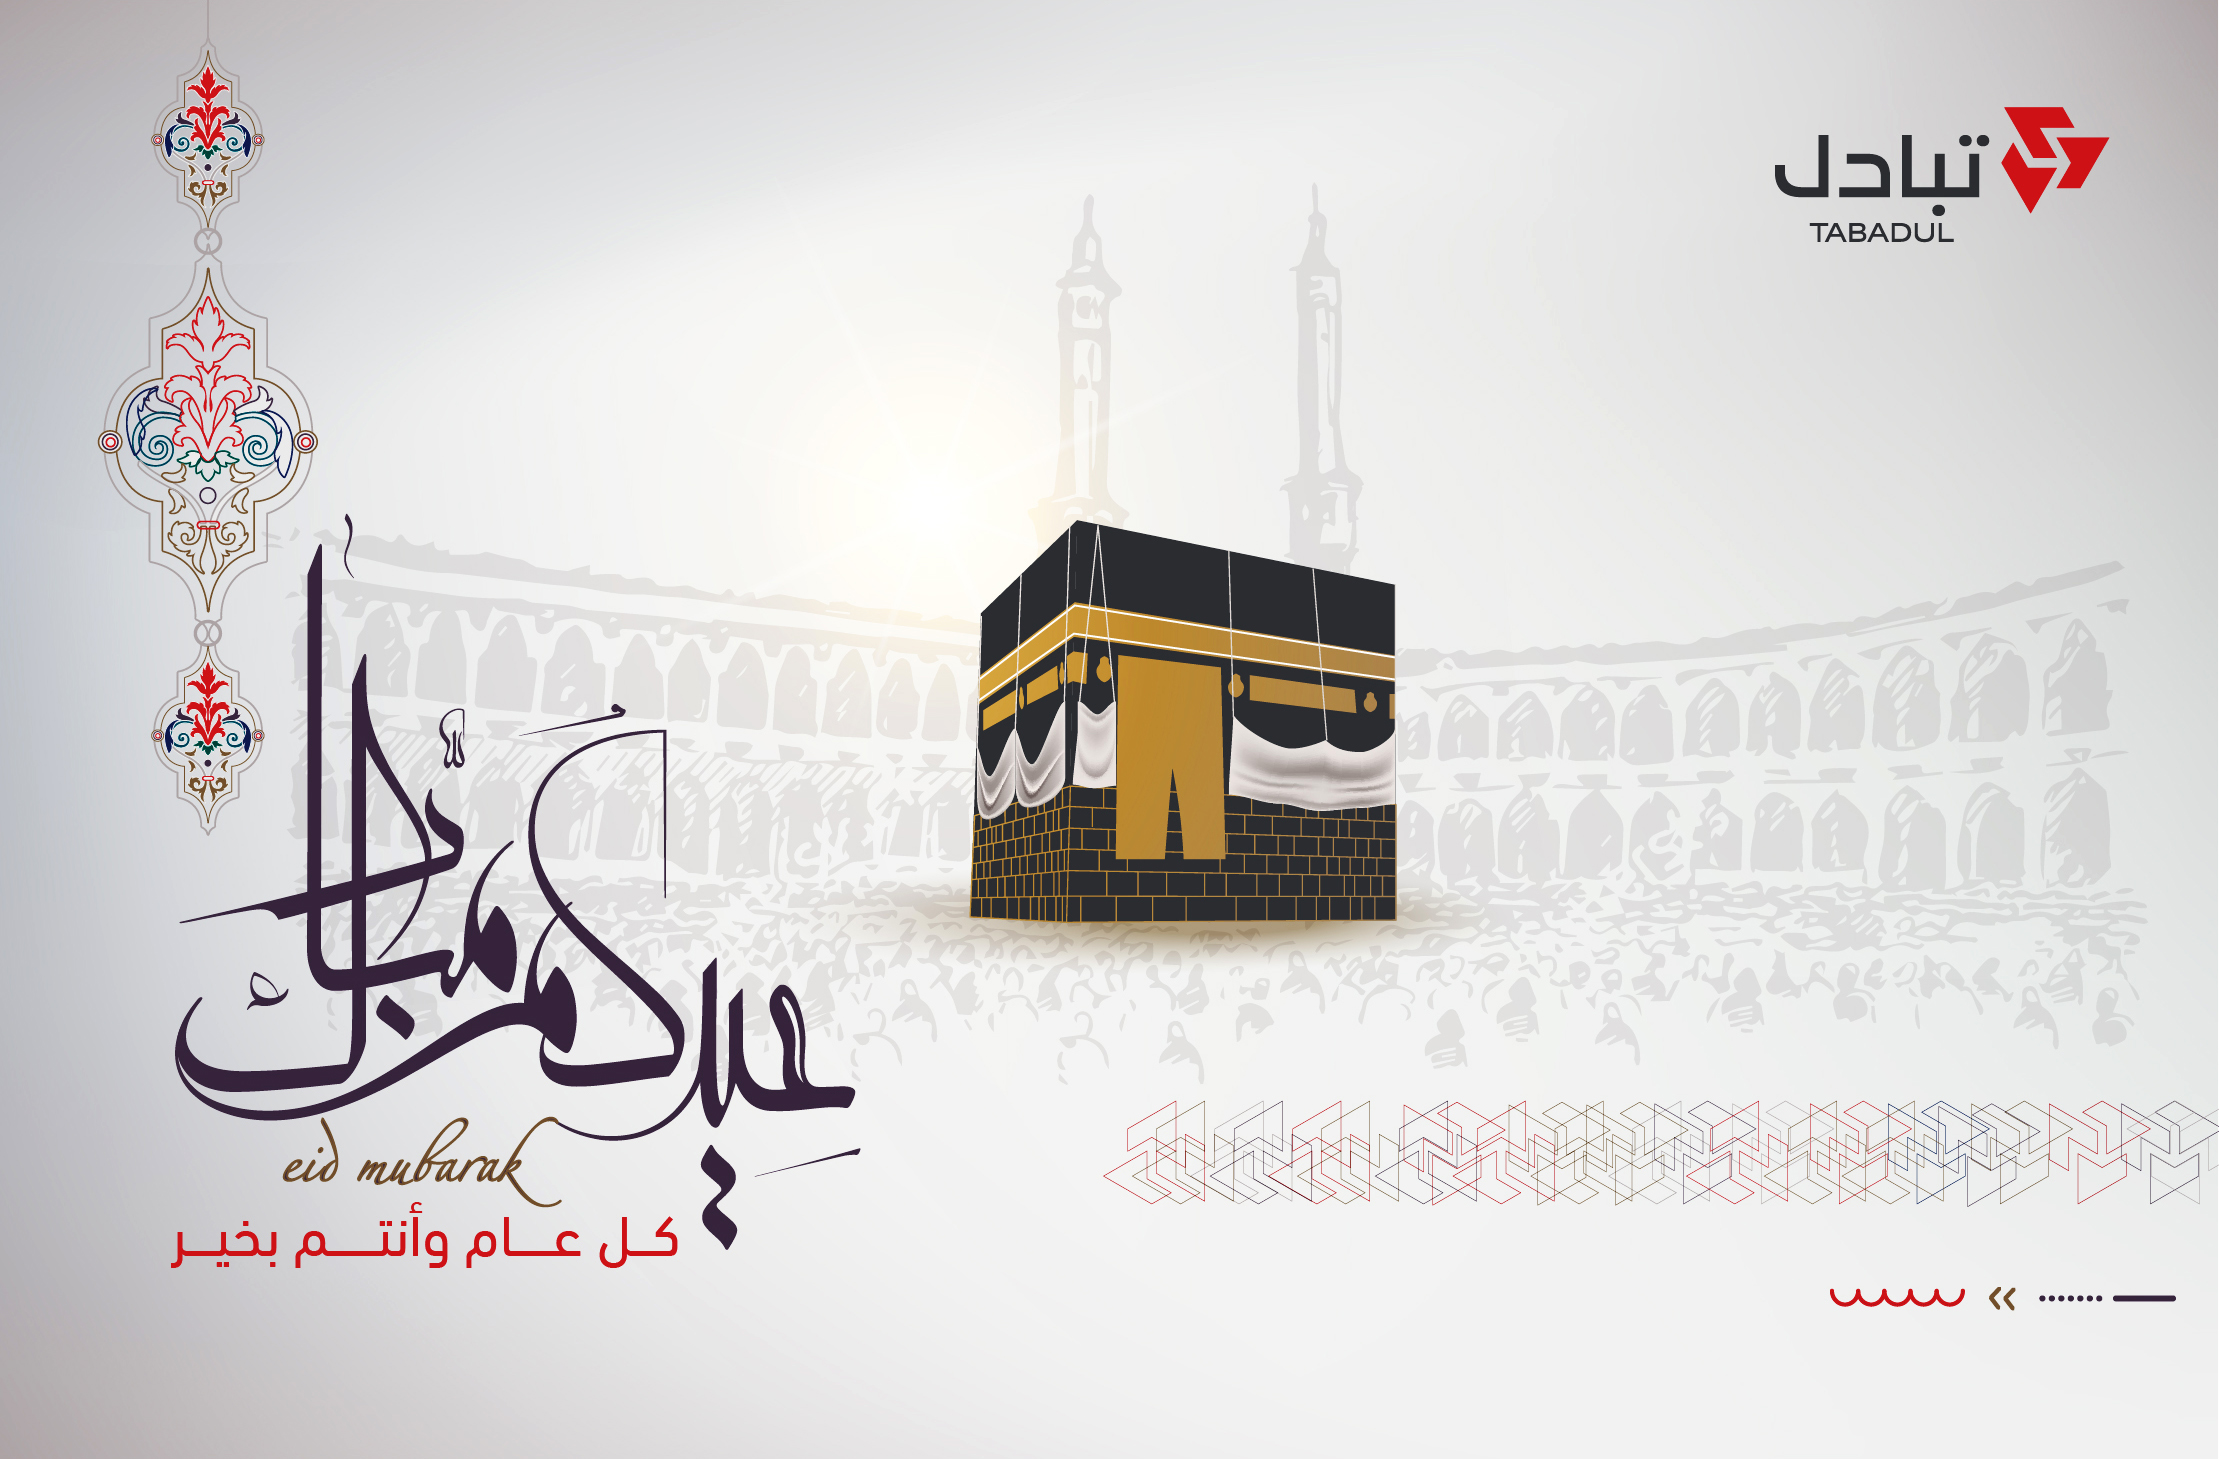 تبادل
TABADUL
عيدكم مبارك
eid mubarak
كل عام وأنتم بخير